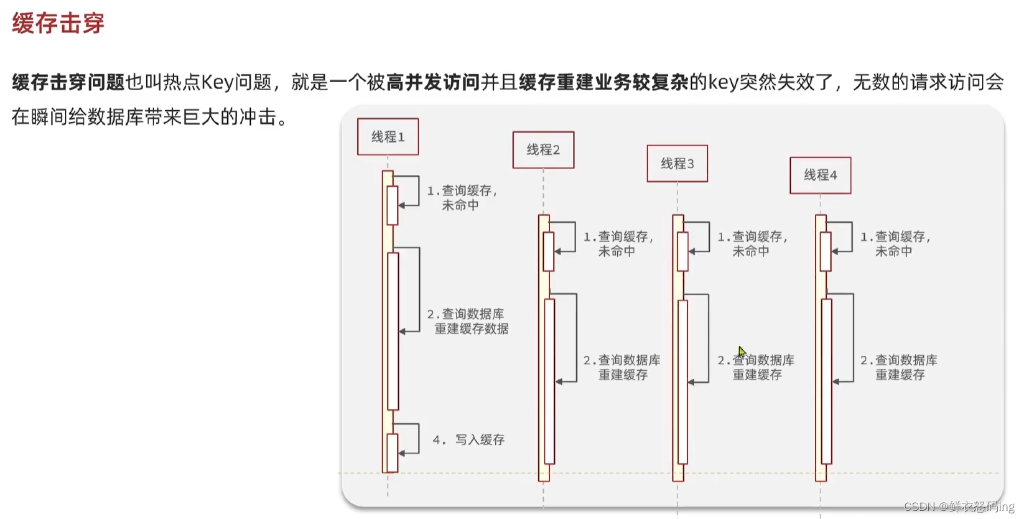 缓存击穿
缓存击穿问题也叫热点Key问题，就是一个被高并发访问并且缓存重建业务较复杂的key突然失效了，无数的请求访问会
在瞬间给数据库带来巨大的冲击。
线程1
线程2
线程3
线程4
1.查询缓存，
未命中
1.查询缓存，
未命中
1.查询缓存，
未命中
1.查询缓存，
未命中
2.查询数据库
重建缓存数据
2.查询数据库
重建缓存
2.查询数据库
重建缓存
2.查询数据库
重建缓存
4. 写入缓存
CSDN @鲜衣怒码ing